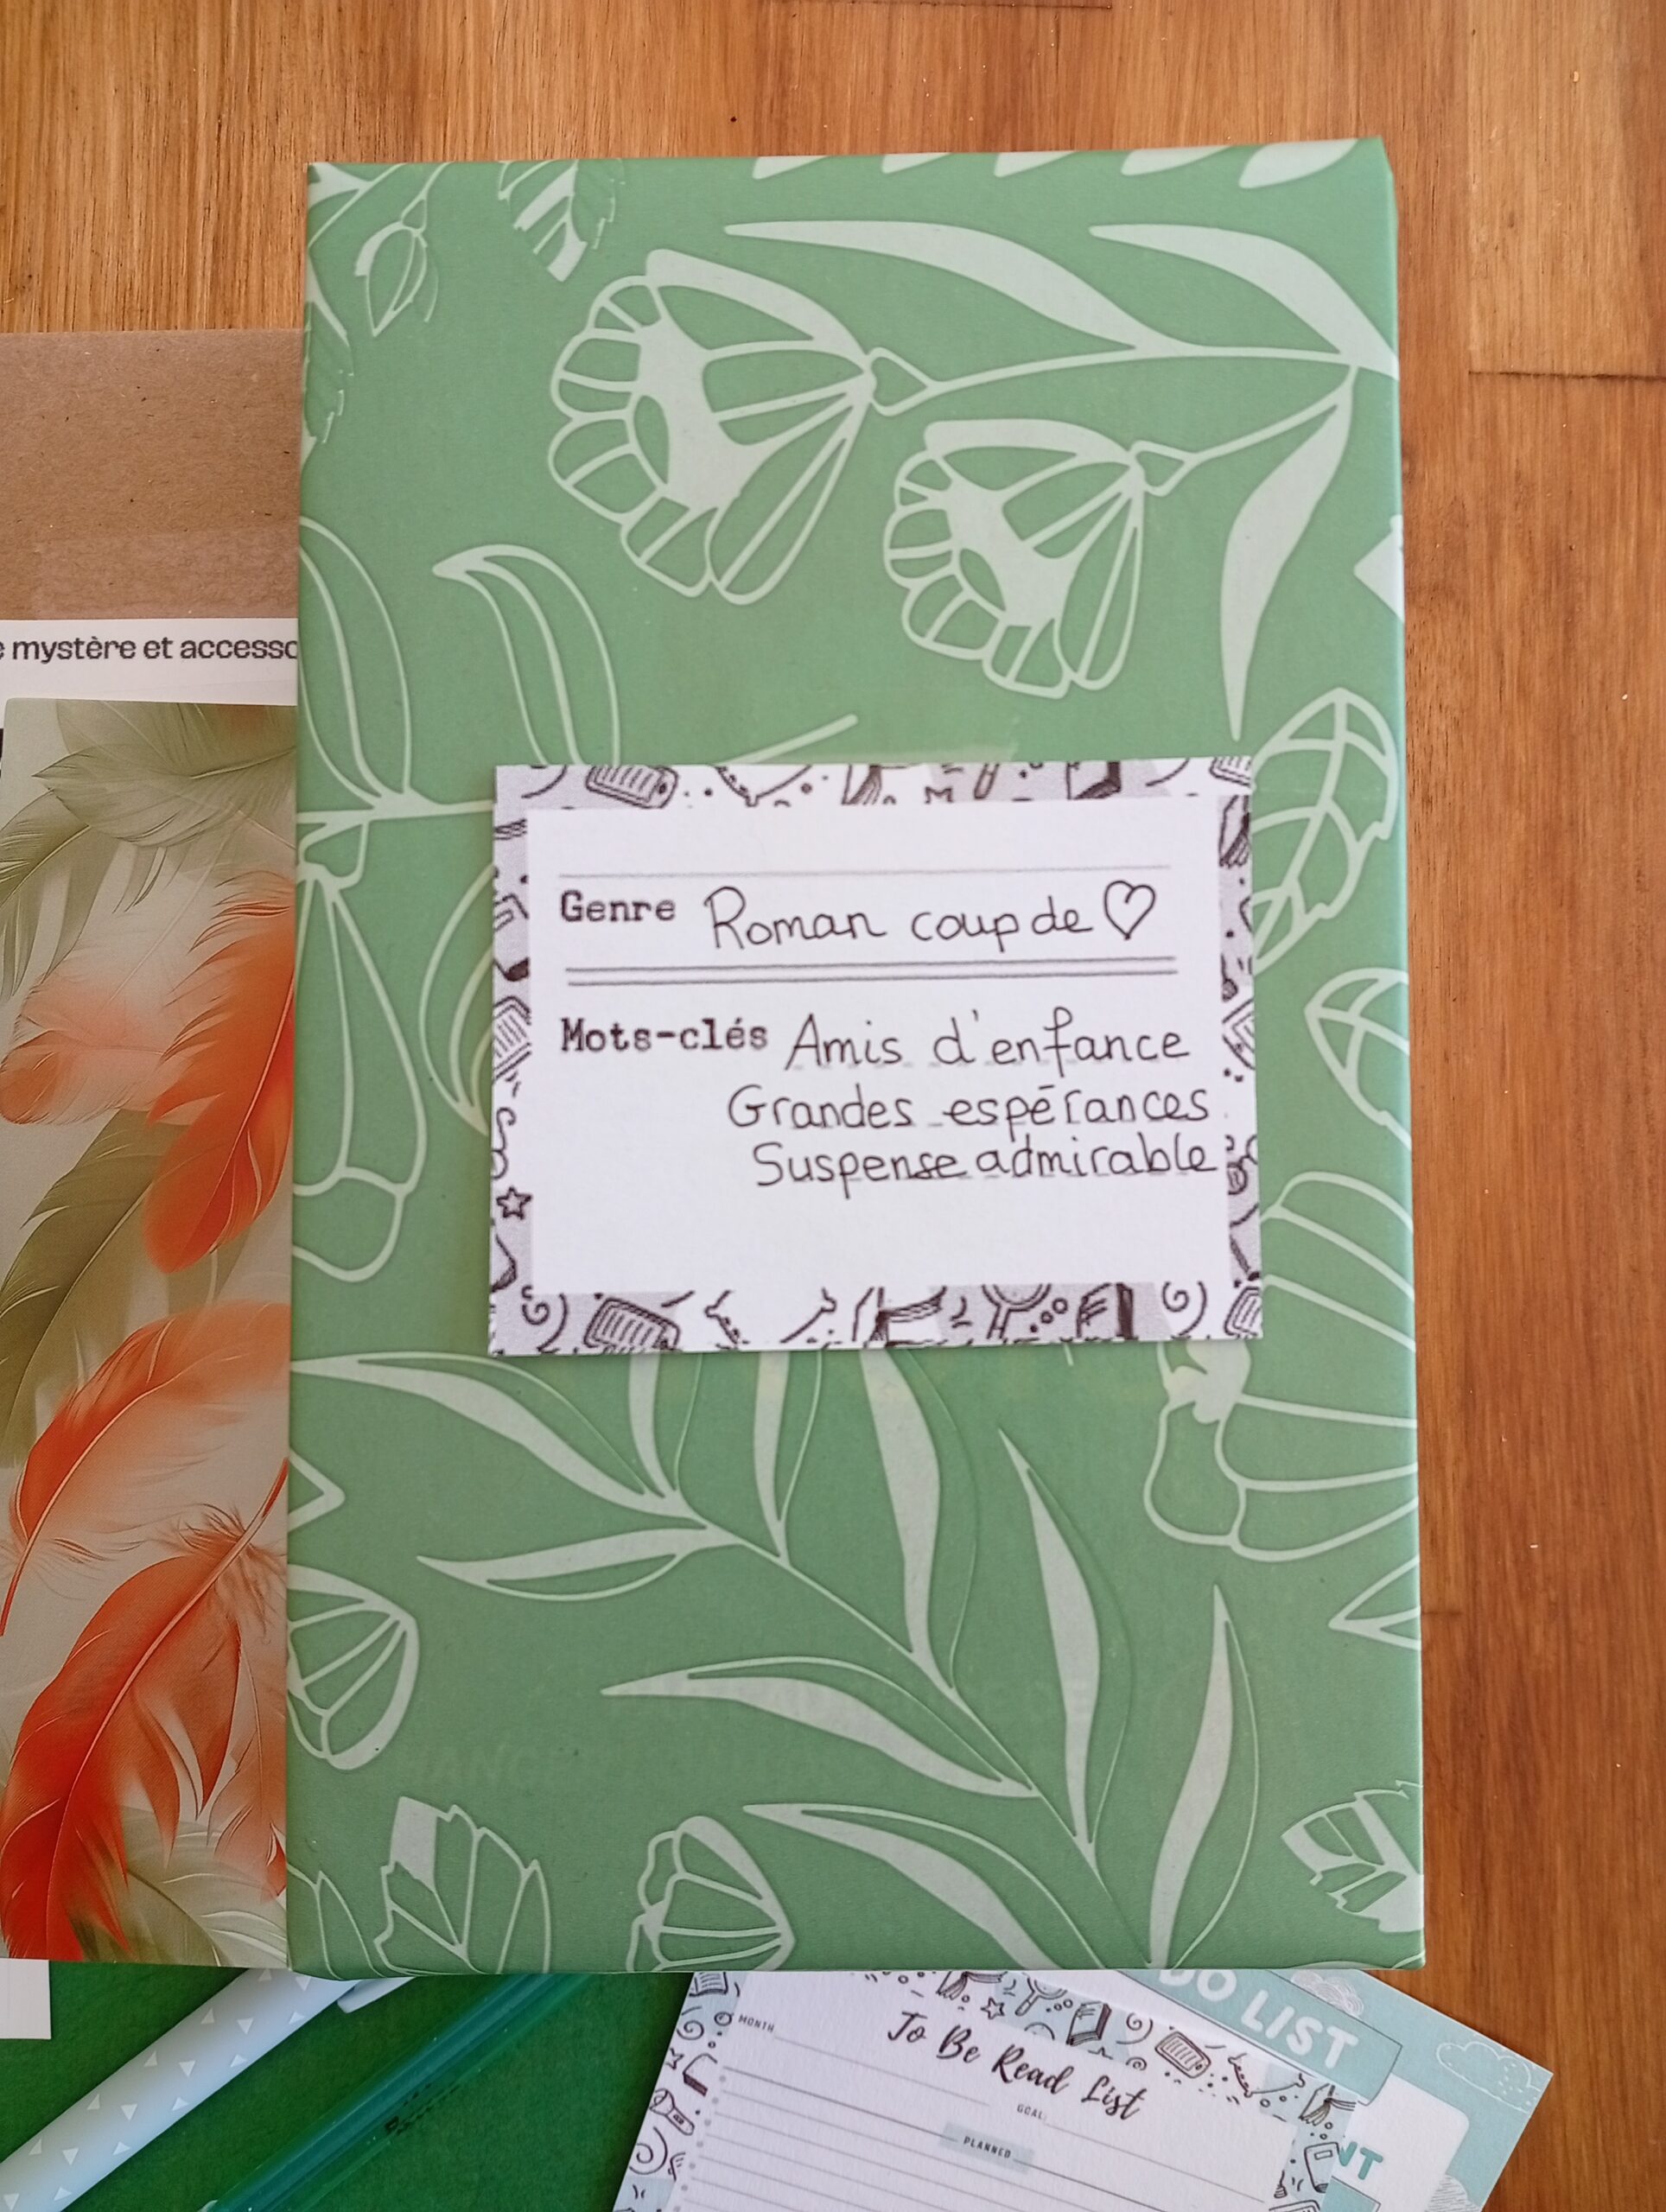 mystère et accesso
Genre Roman coup de ♡
Mots-clés Amis d'enfance
Grandes espérances
Suspense admirable
DO LIST
To Be Read List
MONTH
GOAL:
PLANNED
NT